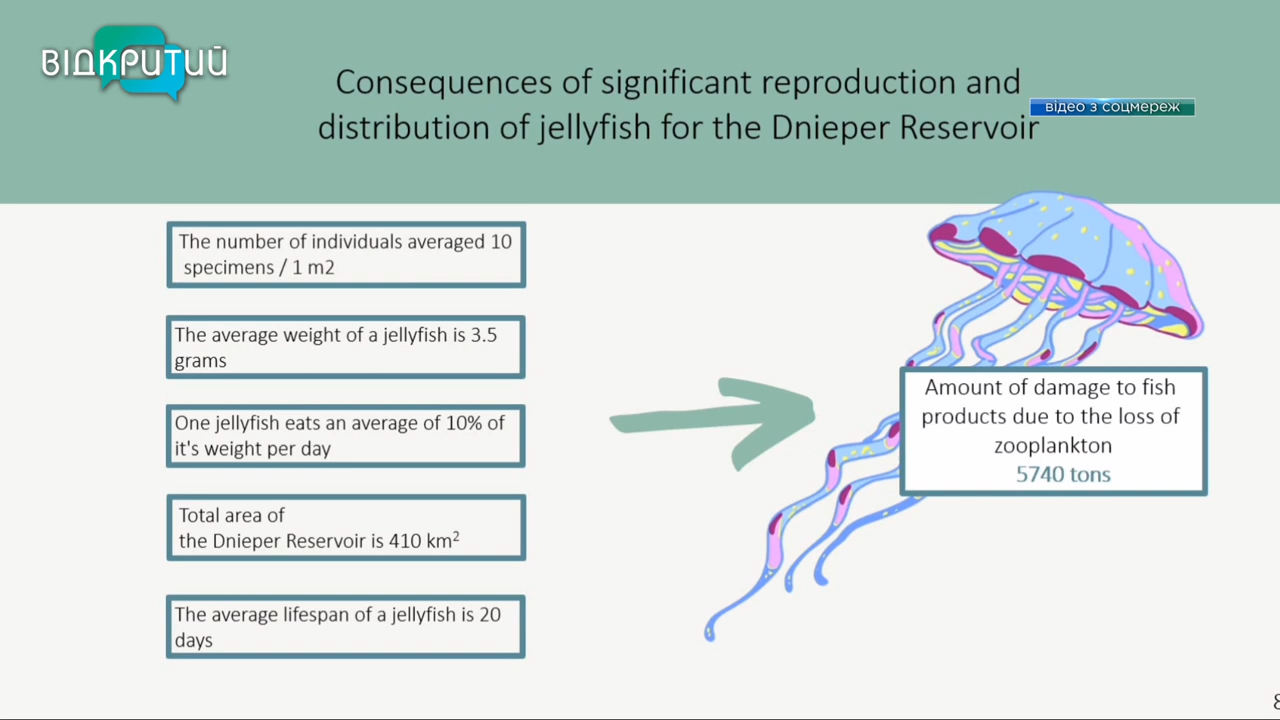 ВІДКРИТИЙ
Consequences of significant reproduction and
distribution of jellyfish for the Dnieper Reservoir
відео з соцмереж
The number of individuals averaged 10
specimens / 1 m2
The average weight of a jellyfish is 3.5
grams
One jellyfish eats an average of 10% of
it's weight per day
Total area of
the Dnieper Reservoir is 410 km²
The average lifespan of a jellyfish is 20
days
Amount of damage to fish
products due to the loss of
zooplankton
5740 tons
8